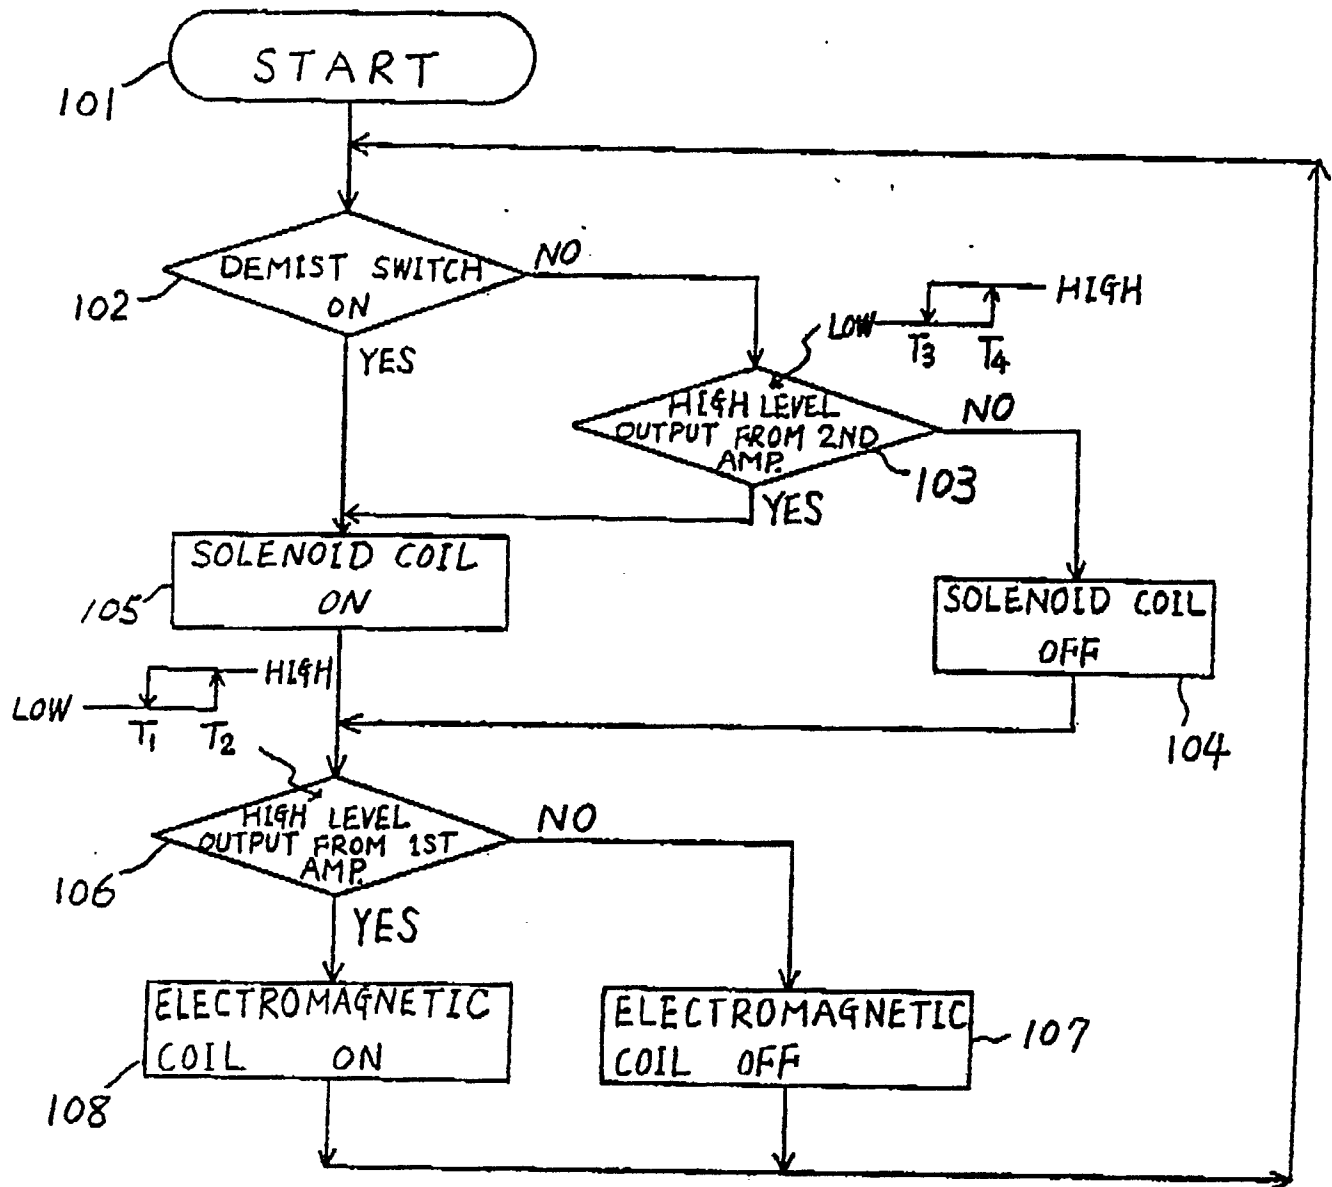 START
101
DEMIST SWITCH
ON
102
NO
YES
LOW
HIGH
T3 T4
HIGH LEVEL
OUTPUT FROM 2ND
AMP.
103
NO
YES
SOLENOID COIL
ON
105
SOLENOID COIL
OFF
104
LOW
HIGH
T1 T2
HIGH LEVEL
OUTPUT FROM 1ST
AMP.
106
NO
YES
ELECTROMAGNETIC
COIL ON
108
ELECTROMAGNETIC
COIL OFF
107